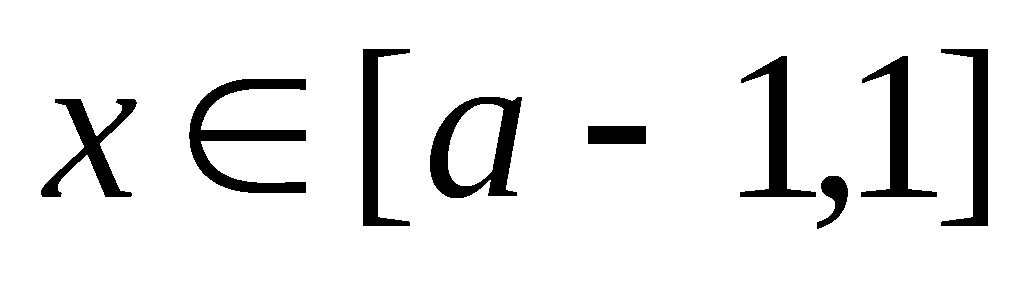 x ∈ [a - 1,1]